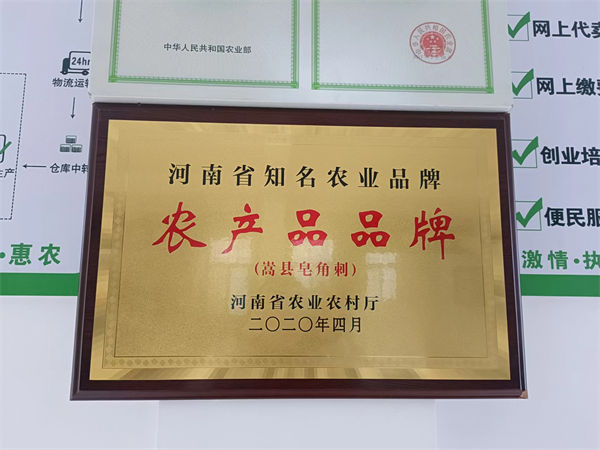 中华人民共和国农业部
24hr
物流运
仓库中转
生产
·惠农
网上代卖
网上缴费
创业培
便民服
激情·执
河南省知名农业品牌
农产品品牌
(嵩县皂角刺)
河南省农业农村厅
二〇二〇年四月